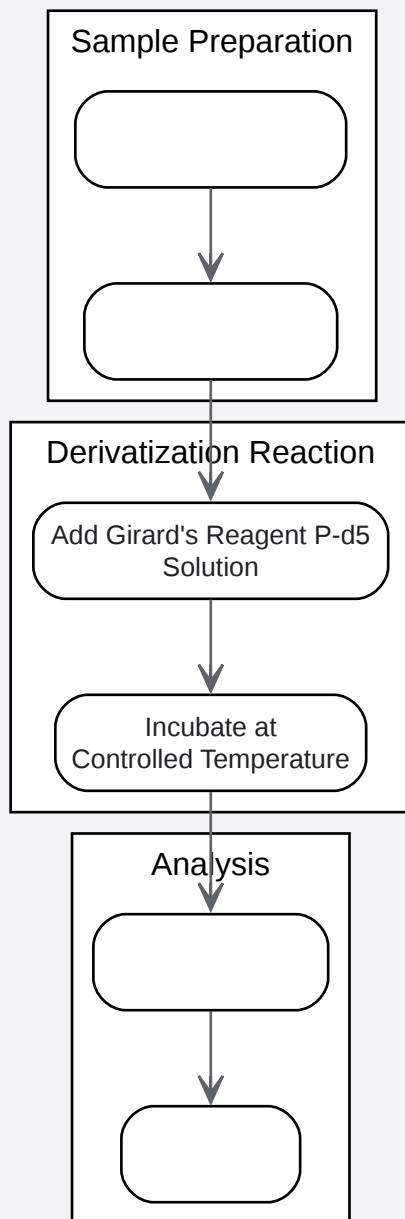 Sample Preparation
Derivatization Reaction
Add Girard's Reagent P-d5
Solution
Incubate at
Controlled Temperature
Analysis